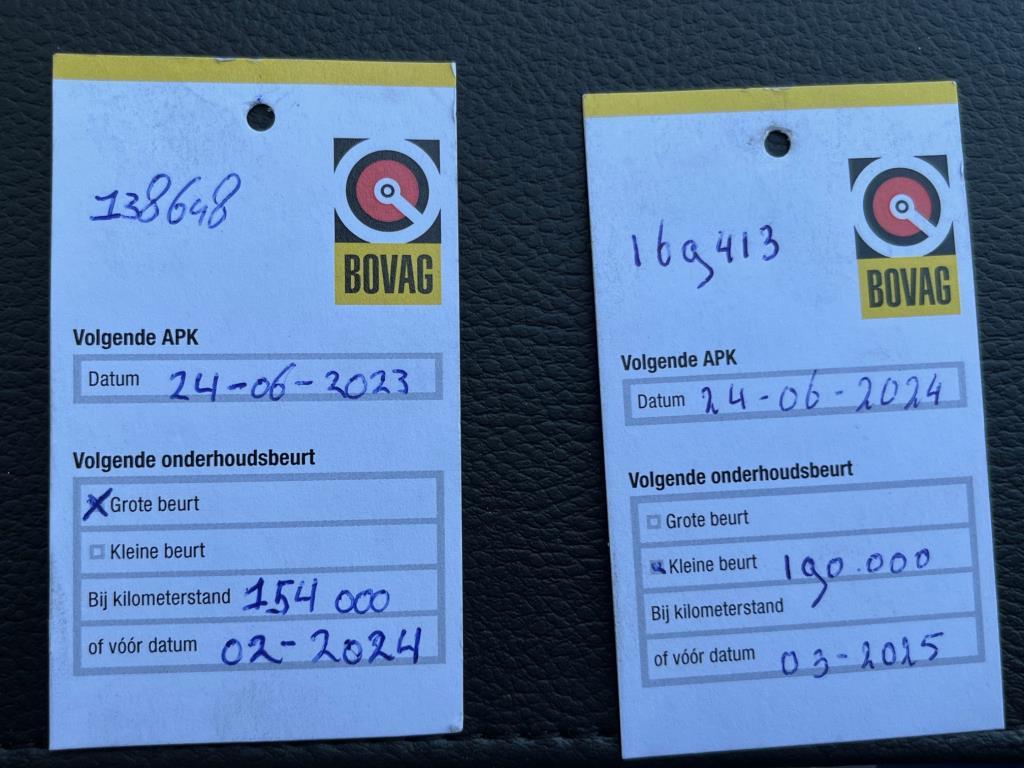 138648
BOVAG
Volgende APK
Datum 24-06-2023
Volgende onderhoudsbeurt
X Grote beurt
Kleine beurt
Bij kilometerstand 154 000
of vóór datum 02-2024
169413
BOVAG
Volgende APK
Datum 24-06-2024
Volgende onderhoudsbeurt
Grote beurt
Kleine beurt 190.000
Bij kilometerstand
of vóór datum 03-2025